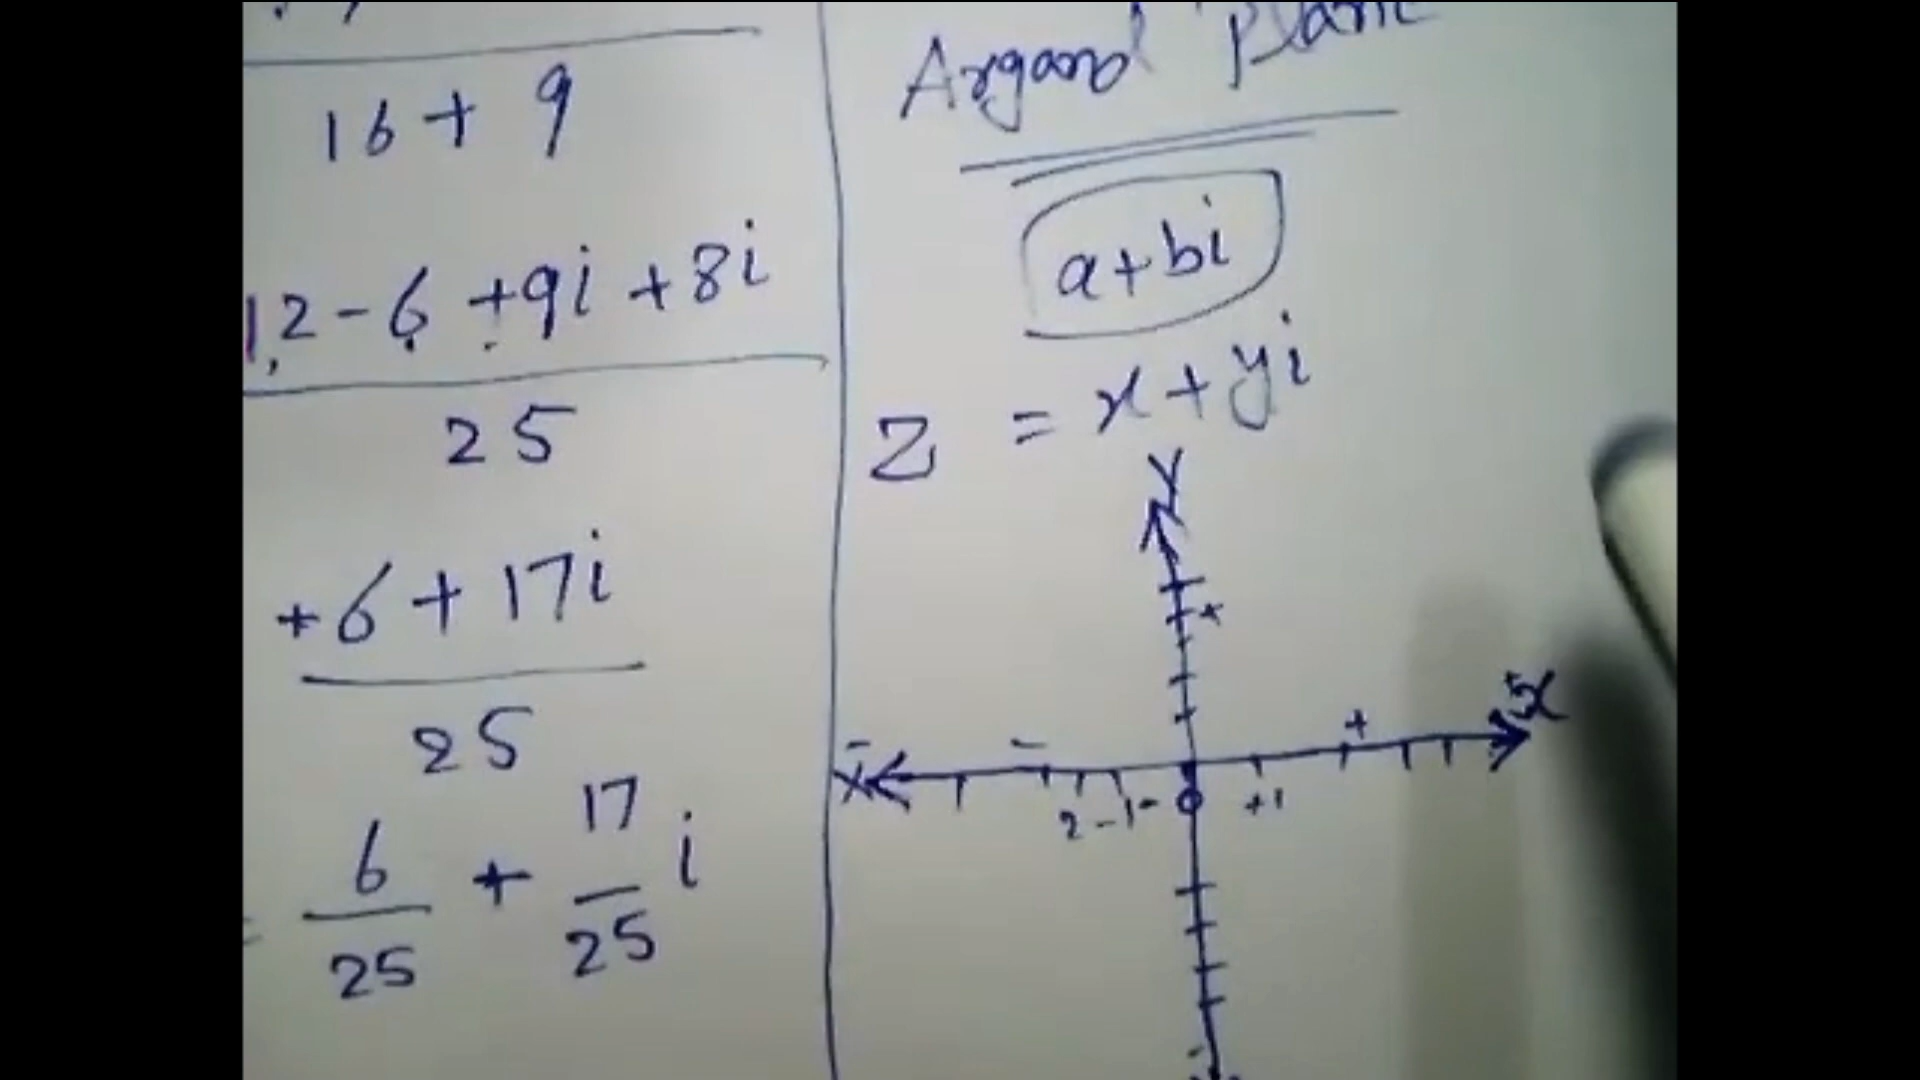 16 + 9
12 - 6 + 9i + 8i
25
+6 + 17i
25
= 6/25 + 17/25 i
Argand Plane
a+bi
Z = x + yi
Y
+
+
X
-
-
X
2 -1- 0 +1
-